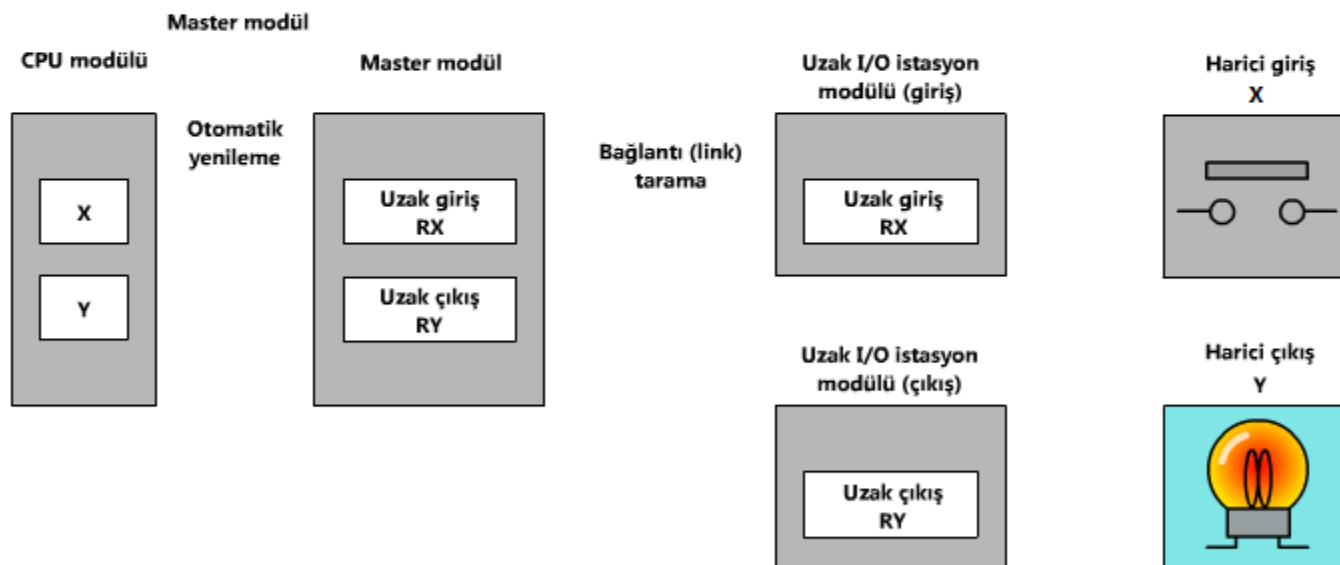 Master modül
CPU modülü
Master modül
Uzak I/O istasyon
modülü (giriş)
Harici giriş
X
Otomatik
yenileme
Bağlantı (link)
tarama
X
Uzak giriş
RX
Uzak giriş
RX
Y
Uzak çıkış
RY
Uzak I/O istasyon
modülü (çıkış)
Harici çıkış
Y
Uzak çıkış
RY